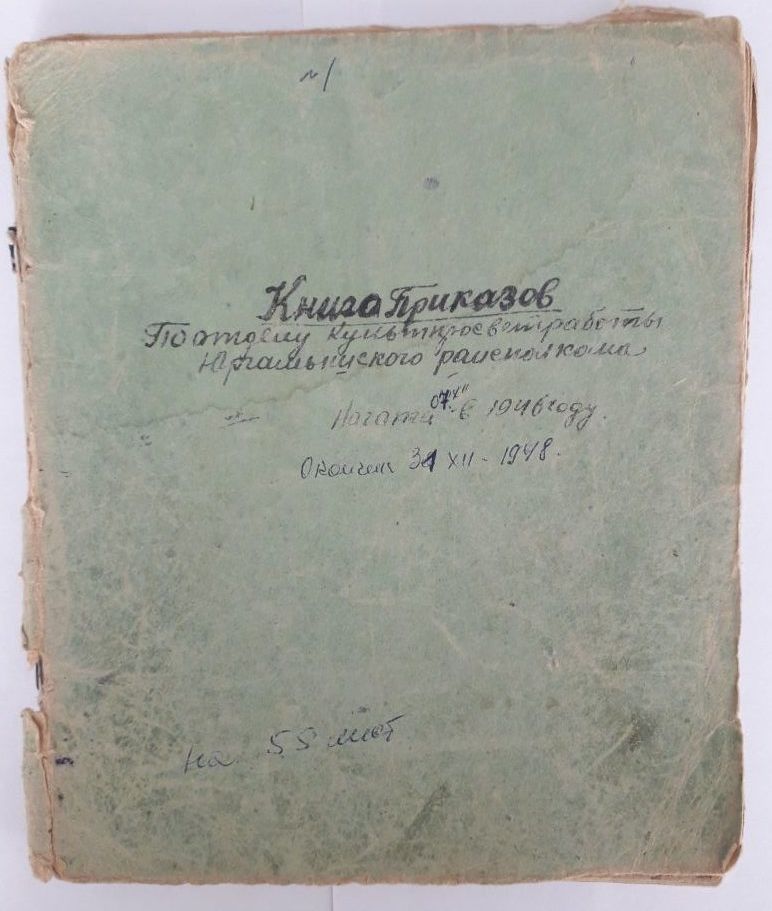 №1
Книга Приказов
По отделу культпросветработы
Юргамышского райисполкома
Начата 07 XII в 1946 году.
Окончен 31 XII - 1948.
на 55 лист